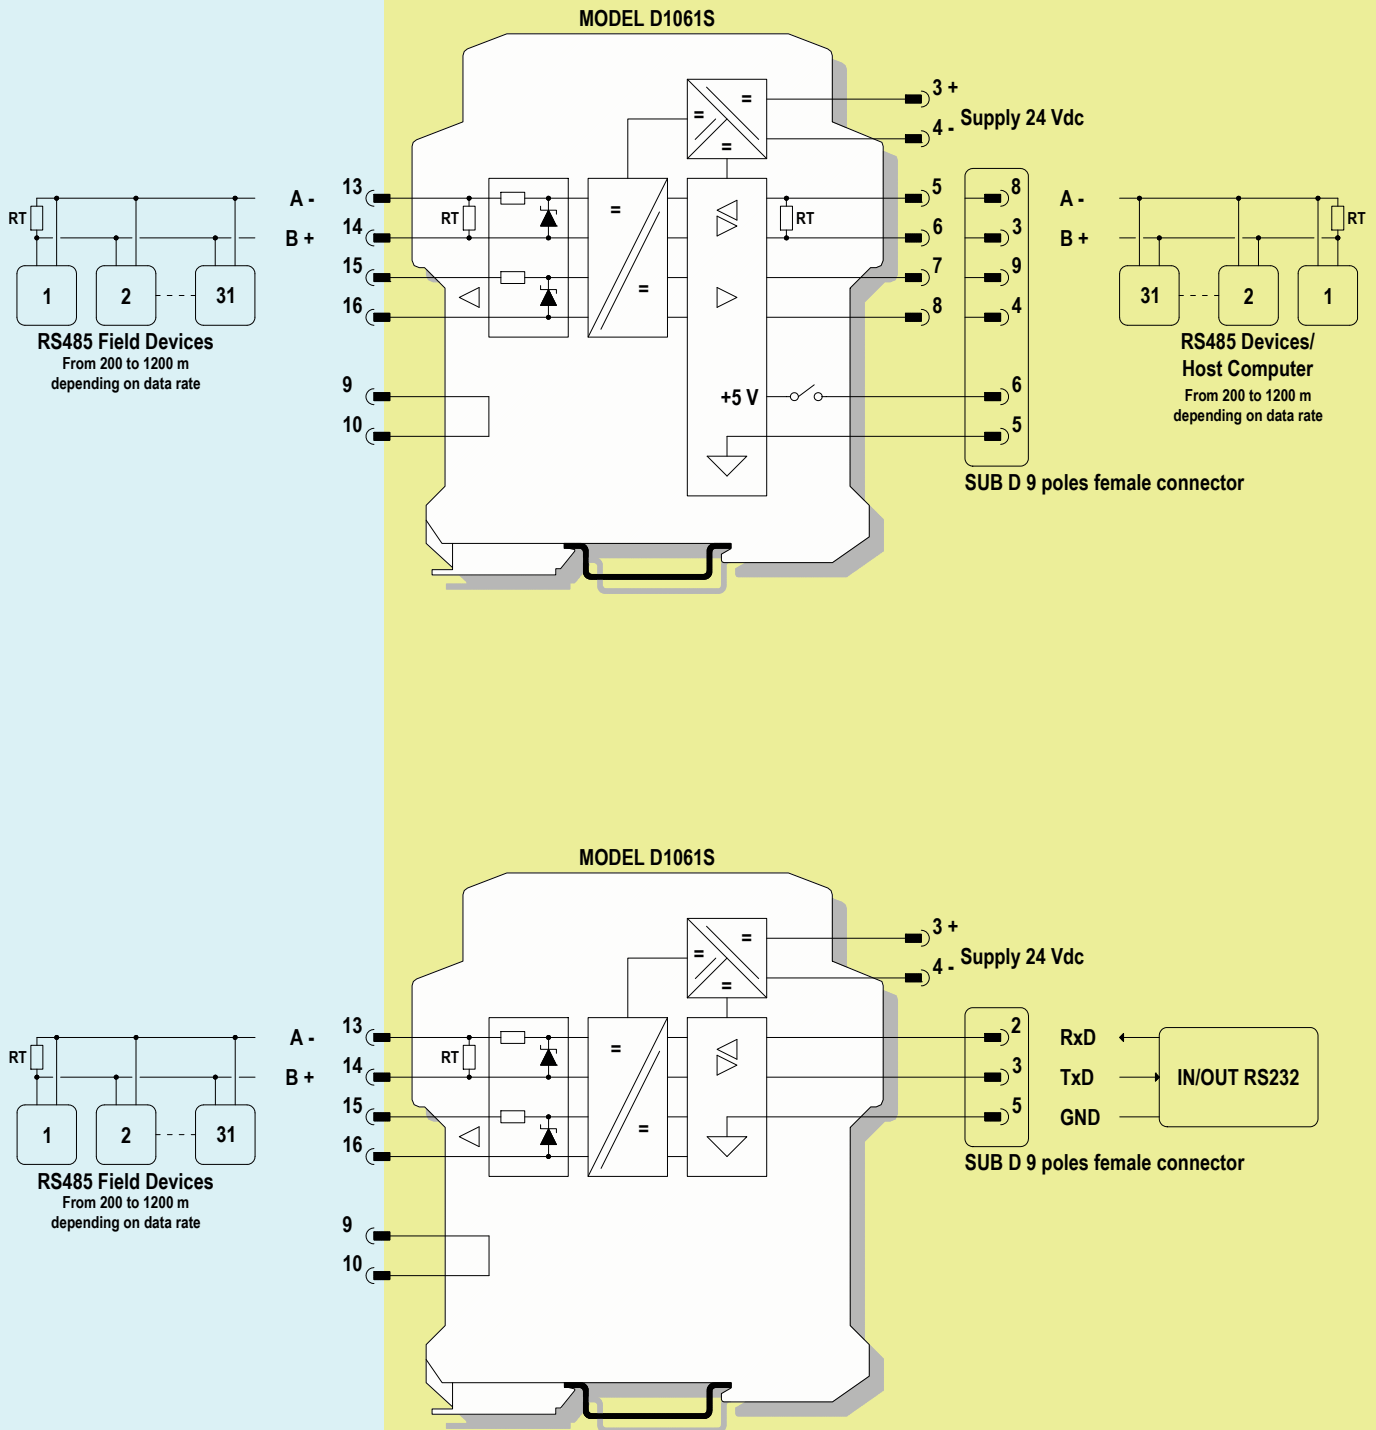 MODEL D1061S
3 +
Supply 24 Vdc
4 -
=
=
=
A -
13
RT
14
B +
15
16
RT
1
2
31
RS485 Field Devices
From 200 to 1200 m
depending on data rate
9
10
=
=
RT
+5 V
5
6
7
8
8
3
9
4
6
5
SUB D 9 poles female connector
A -
B +
RT
31
2
1
RS485 Devices/
Host Computer
From 200 to 1200 m
depending on data rate
MODEL D1061S
3 +
Supply 24 Vdc
4 -
=
=
=
A -
13
RT
14
B +
15
16
RT
1
2
31
RS485 Field Devices
From 200 to 1200 m
depending on data rate
9
10
=
=
2
3
5
SUB D 9 poles female connector
RxD
TxD
GND
IN/OUT RS232